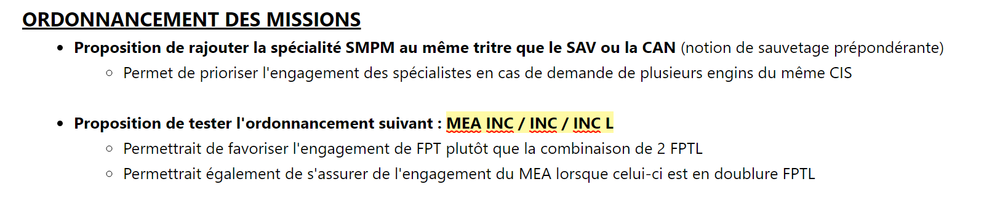 ORDONNANCEMENT DES MISSIONS
• Proposition de rajouter la spécialité SMPM au même tritre que le SAV ou la CAN (notion de sauvetage prépondérante)
○ Permet de prioriser l'engagement des spécialistes en cas de demande de plusieurs engins du même CIS
• Proposition de tester l'ordonnancement suivant : MEA INC / INC / INC L
○ Permettrait de favoriser l'engagement de FPT plutôt que la combinaison de 2 FPTL
○ Permettrait également de s'assurer de l'engagement du MEA lorsque celui-ci est en doublure FPTL